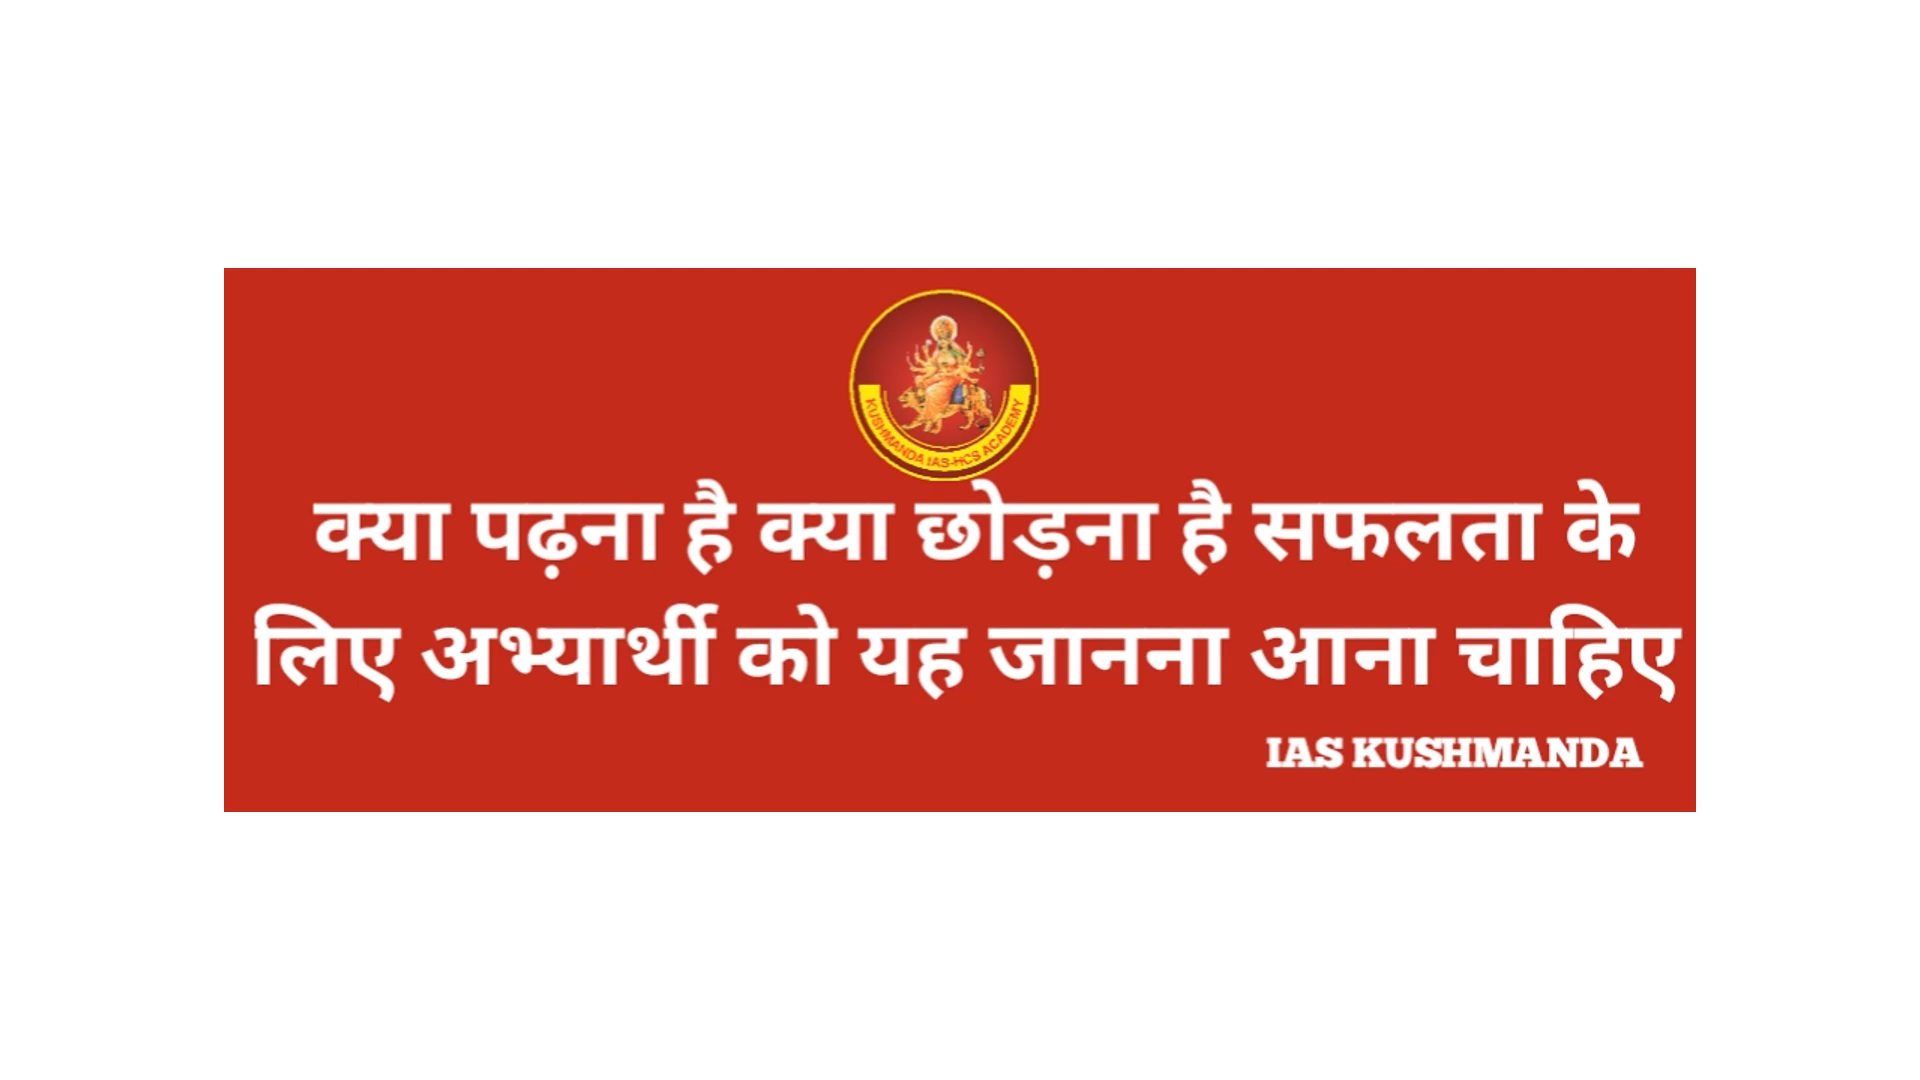 KUSHMANDA IAS-HCS ACADEMY
क्या पढ़ना है क्या छोड़ना है सफलता के
लिए अभ्यार्थी को यह जानना आना चाहिए
IAS KUSHMANDA